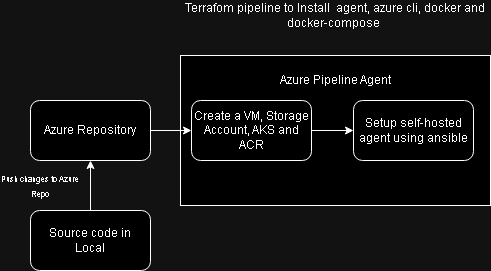 Terrafom pipeline to Install agent, azure cli, docker and
docker-compose
Azure Pipeline Agent
Azure Repository
Create a VM, Storage
Account, AKS and
ACR
Setup self-hosted
agent using ansible
Push changes to Azure
Repo
Source code in
Local